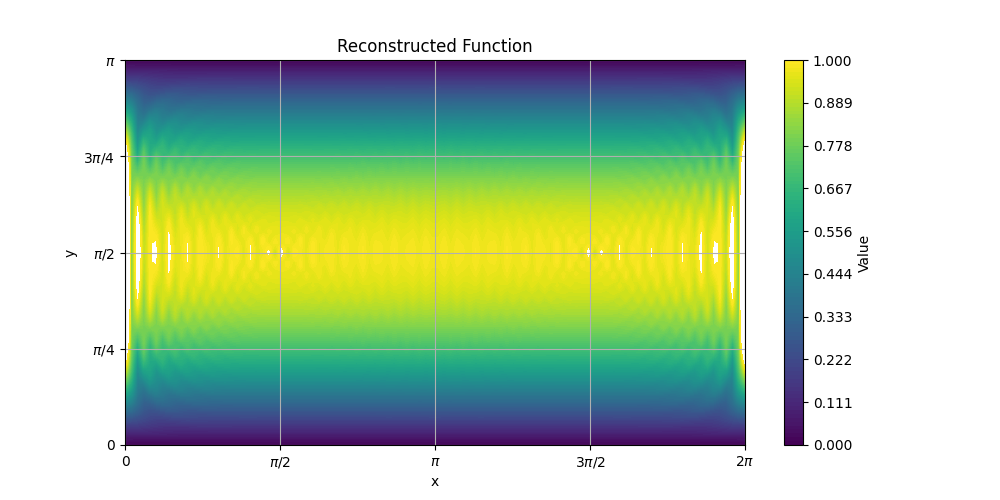 Reconstructed Function
π
3π/4
y
π/2
π/4
0
0
π/2
π
3π/2
2π
x
1.000
0.889
0.778
0.667
0.556
0.444
0.333
0.222
0.111
0.000
Value